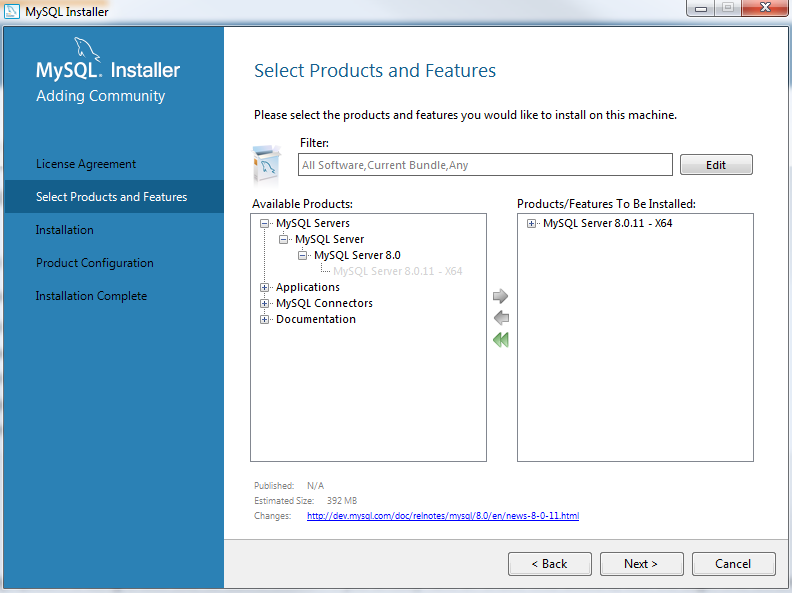 MySQL Installer
MySQL. Installer
Adding Community
License Agreement
Select Products and Features
Installation
Product Configuration
Installation Complete
Select Products and Features
Please select the products and features you would like to install on this machine.
Filter:
All Software,Current Bundle,Any
Edit
Available Products:
MySQL Servers
MySQL Server
MySQL Server 8.0
MySQL Server 8.0.11 - X64
Applications
MySQL Connectors
Documentation
Products/Features To Be Installed:
MySQL Server 8.0.11 - X64
Published: N/A
Estimated Size: 392 MB
Changes: http://dev.mysql.com/doc/relnotes/mysql/8.0/en/news-8-0-11.html
< Back
Next >
Cancel